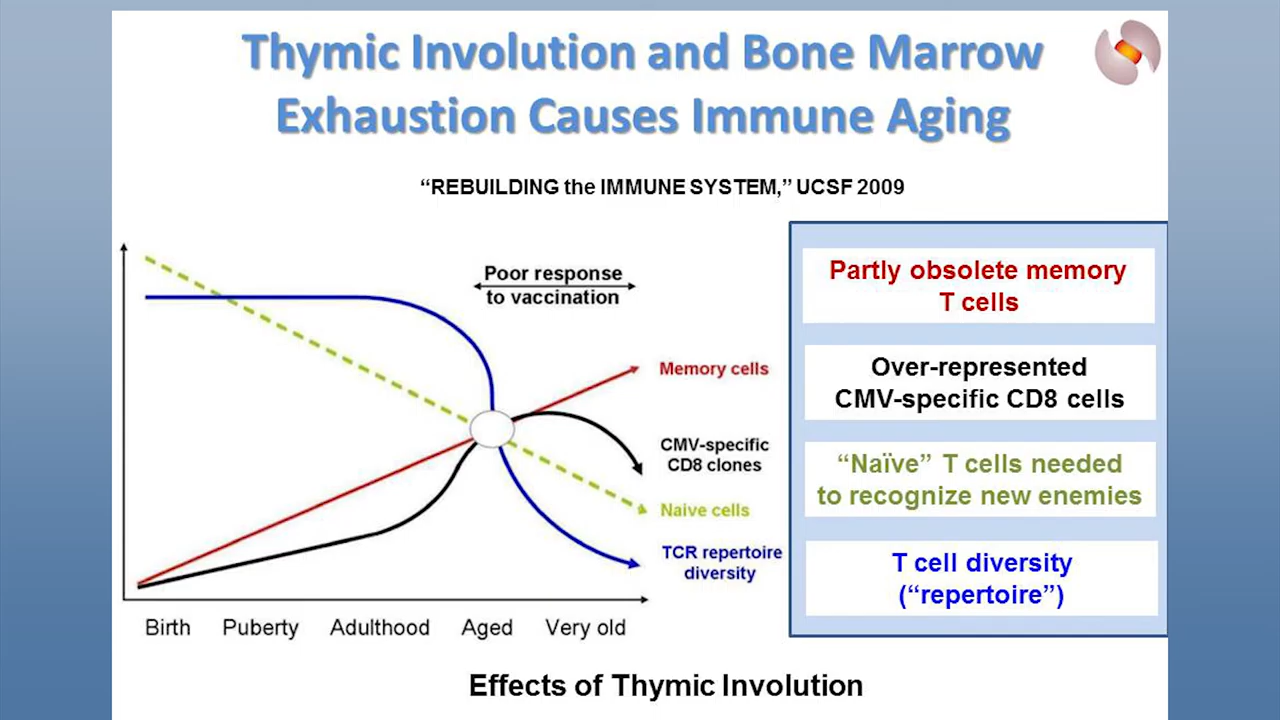 Thymic Involution and Bone Marrow
Exhaustion Causes Immune Aging
“REBUILDING the IMMUNE SYSTEM,” UCSF 2009
Poor response
to vaccination
Memory cells
CMV-specific
CD8 clones
Naive cells
TCR repertoire
diversity
Birth Puberty Adulthood Aged Very old
Partly obsolete memory
T cells
Over-represented
CMV-specific CD8 cells
“Naïve” T cells needed
to recognize new enemies
T cell diversity
(“repertoire”)
Effects of Thymic Involution